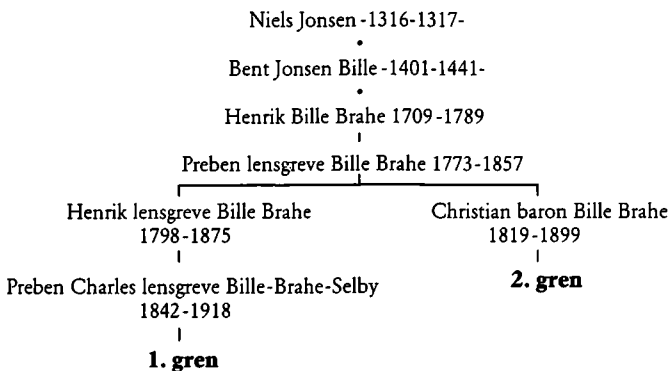 Niels Jonsen -1316-1317-
Bent Jonsen Bille -1401-1441-
Henrik Bille Brahe 1709-1789
Preben lensgreve Bille Brahe 1773-1857
Henrik lensgreve Bille Brahe
1798-1875
Christian baron Bille Brahe
1819-1899
Preben Charles lensgreve Bille-Brahe-Selby
1842-1918
2. gren
1. gren